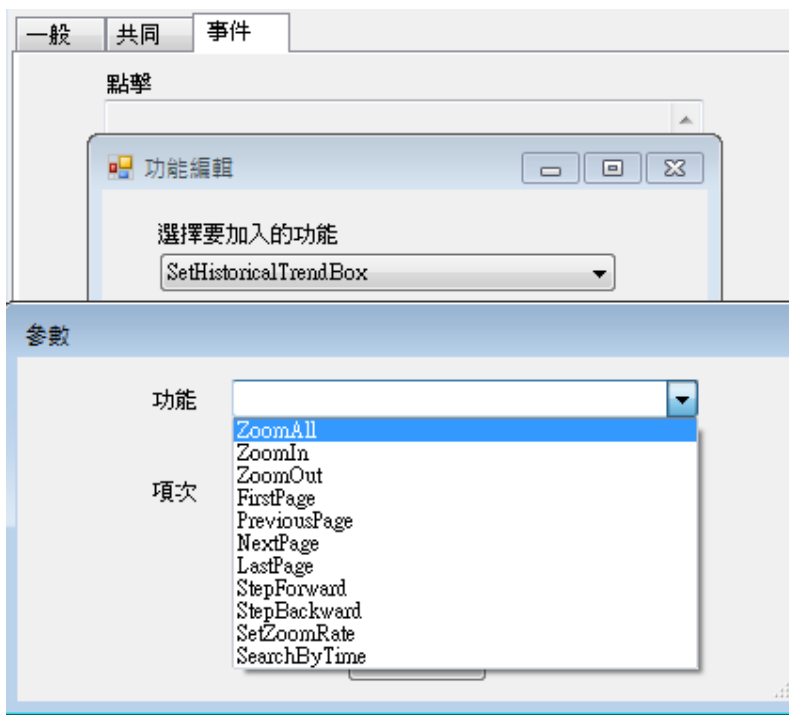 一般 共同 事件
點擊
功能編輯
選擇要加入的功能
SetHistoricalTrendBox
參數
功能
ZoomAll
ZoomIn
ZoomOut
項次
FirstPage
PreviousPage
NextPage
LastPage
StepForward
StepBackward
SetZoomRate
SearchByTime